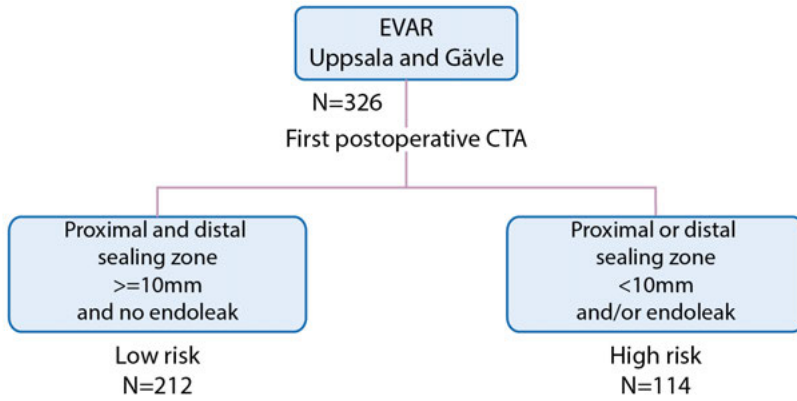 EVAR
Uppsala and Gävle
N=326
First postoperative CTA
Proximal and distal
sealing zone
>=10mm
and no endoleak
Low risk
N=212
Proximal or distal
sealing zone
<10mm
and/or endoleak
High risk
N=114